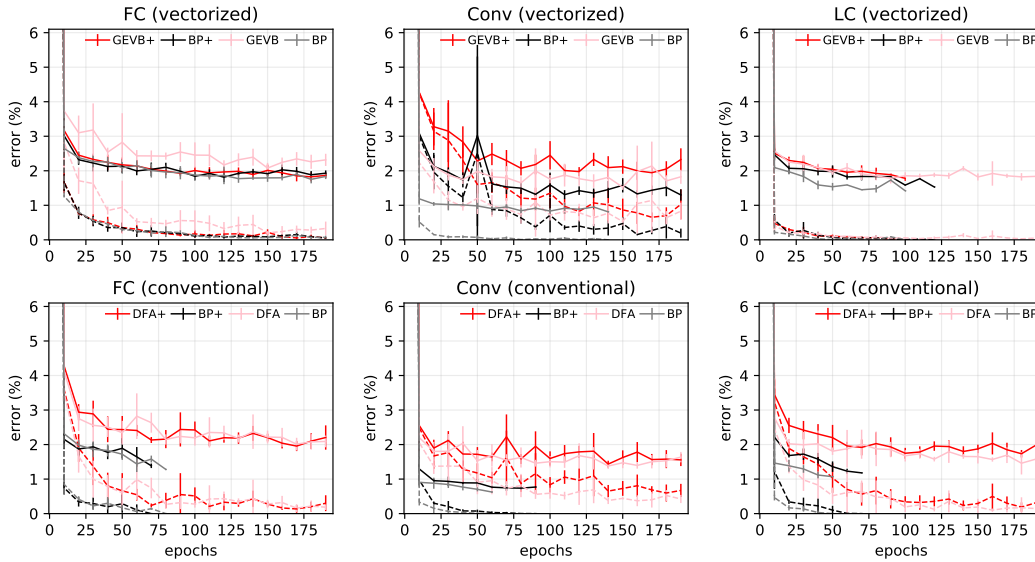 FC (vectorized)
GEVB+ BP+ GEVB BP
error (%)
6
5
4
3
2
1
0
0 25 50 75 100 125 150 175
Conv (vectorized)
GEVB+ BP+ GEVB BP
error (%)
6
5
4
3
2
1
0
0 25 50 75 100 125 150 175
LC (vectorized)
GEVB+ BP+ GEVB BP
error (%)
6
5
4
3
2
1
0
0 25 50 75 100 125 150 175
FC (conventional)
DFA+ BP+ DFA BP
error (%)
6
5
4
3
2
1
0
0 25 50 75 100 125 150 175
epochs
Conv (conventional)
DFA+ BP+ DFA BP
error (%)
6
5
4
3
2
1
0
0 25 50 75 100 125 150 175
epochs
LC (conventional)
DFA+ BP+ DFA BP
error (%)
6
5
4
3
2
1
0
0 25 50 75 100 125 150 175
epochs